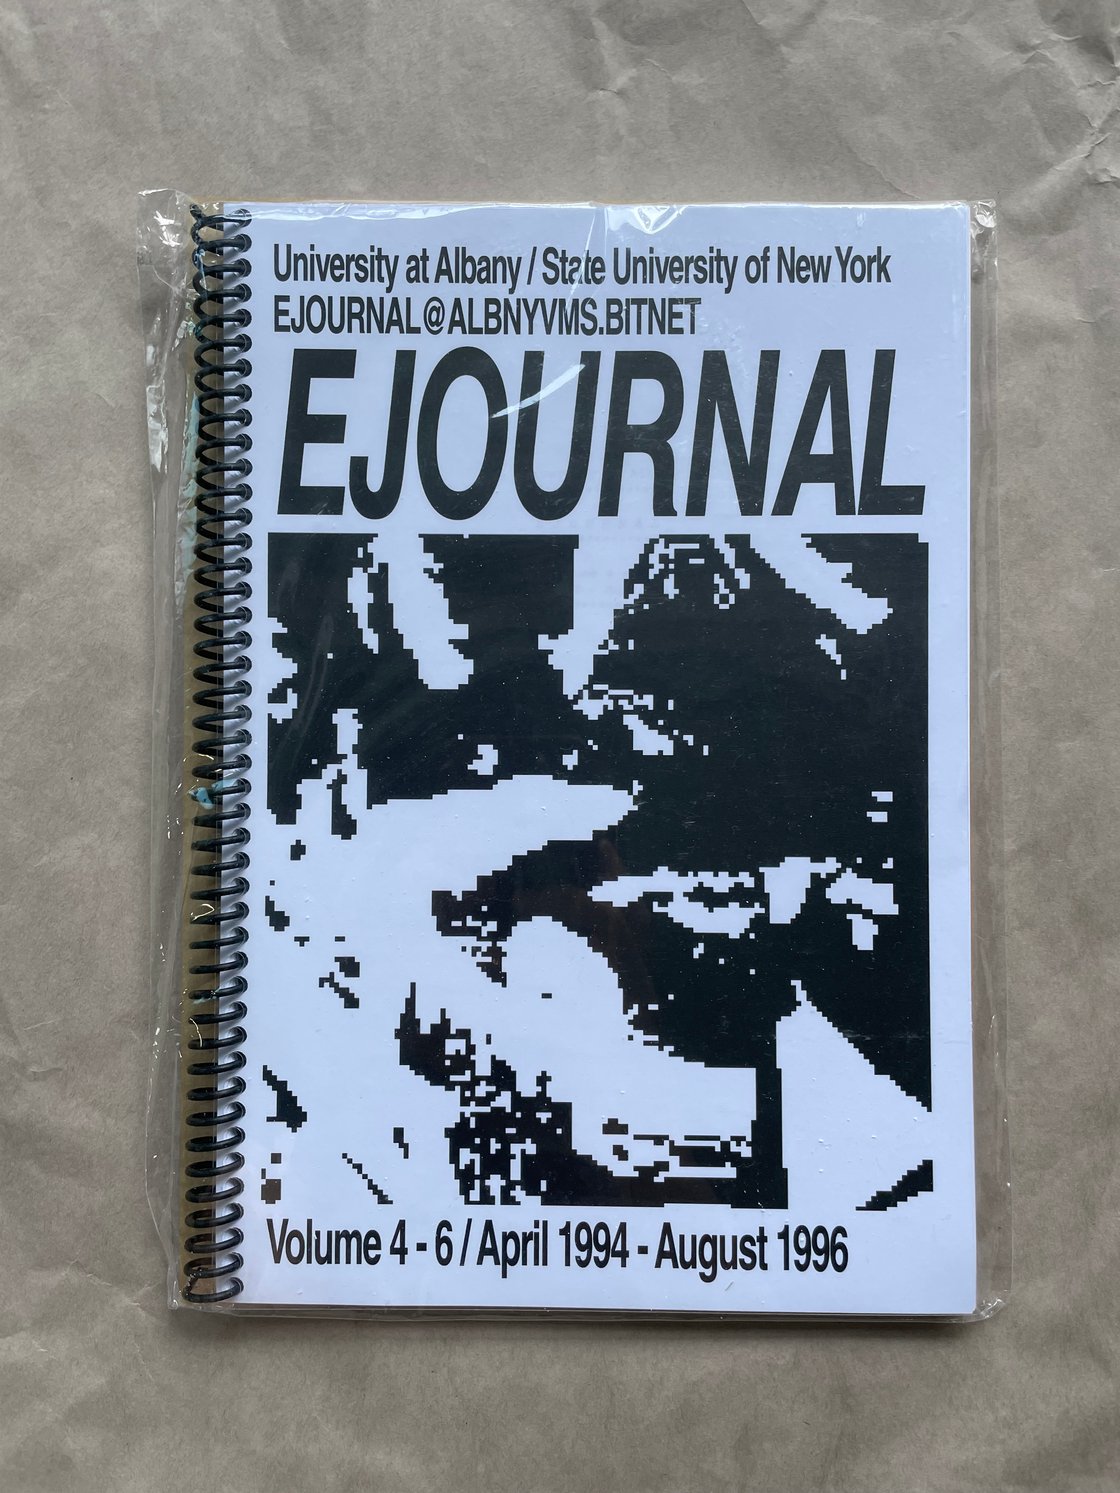 University at Albany / State University of New York
EJOURNAL@ALBNYVMS.BITNET
EJOURNAL
Volume 4 - 6 / April 1994 - August 1996